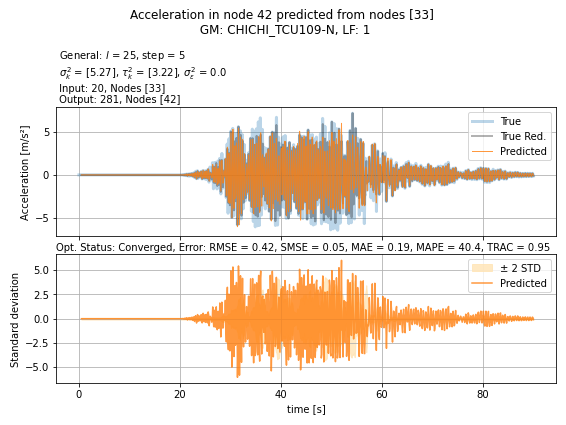 Acceleration in node 42 predicted from nodes [33]
GM: CHICHI_TCU109-N, LF: 1
General: l = 25, step = 5
σ²ₖ = [5.27], τ²ₖ = [3.22], σ²ε = 0.0
Input: 20, Nodes [33]
Output: 281, Nodes [42]
Acceleration [m/s²]
5
0
−5
True
True Red.
Predicted
Opt. Status: Converged, Error: RMSE = 0.42, SMSE = 0.05, MAE = 0.19, MAPE = 40.4, TRAC = 0.95
Standard deviation
5.0
2.5
0.0
−2.5
−5.0
± 2 STD
Predicted
0 20 40 60 80
time [s]